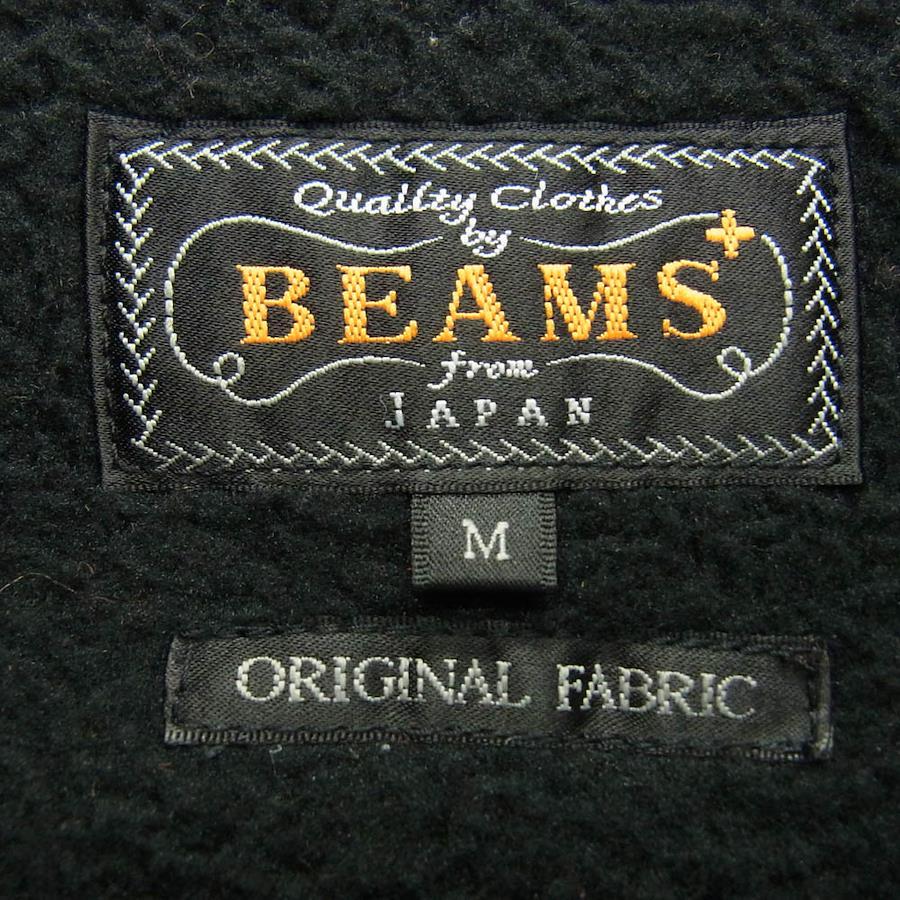 Quality Clothes
by
BEAMS+
from
JAPAN
M
ORIGINAL FABRIC